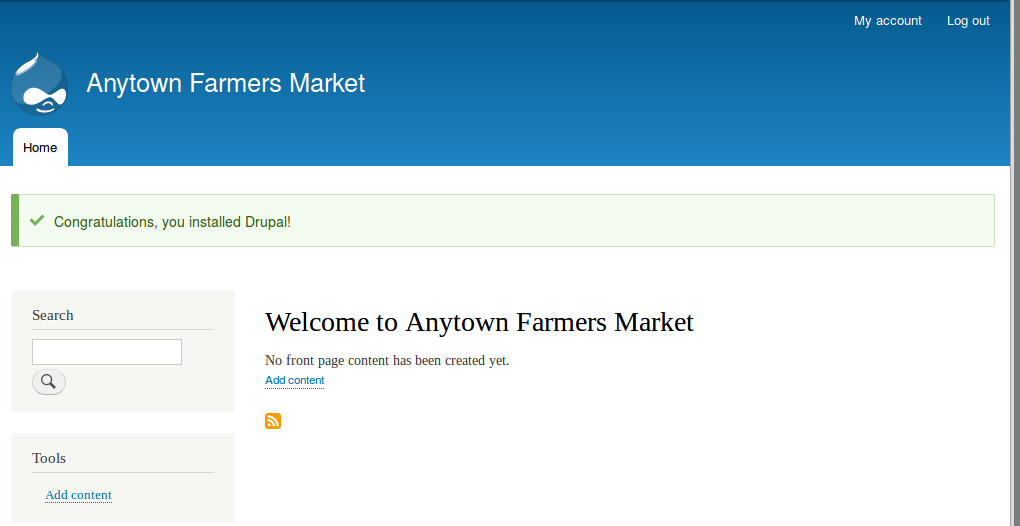 My account Log out
Anytown Farmers Market
Home
Congratulations, you installed Drupal!
Search
Welcome to Anytown Farmers Market
No front page content has been created yet.
Add content
Tools
Add content